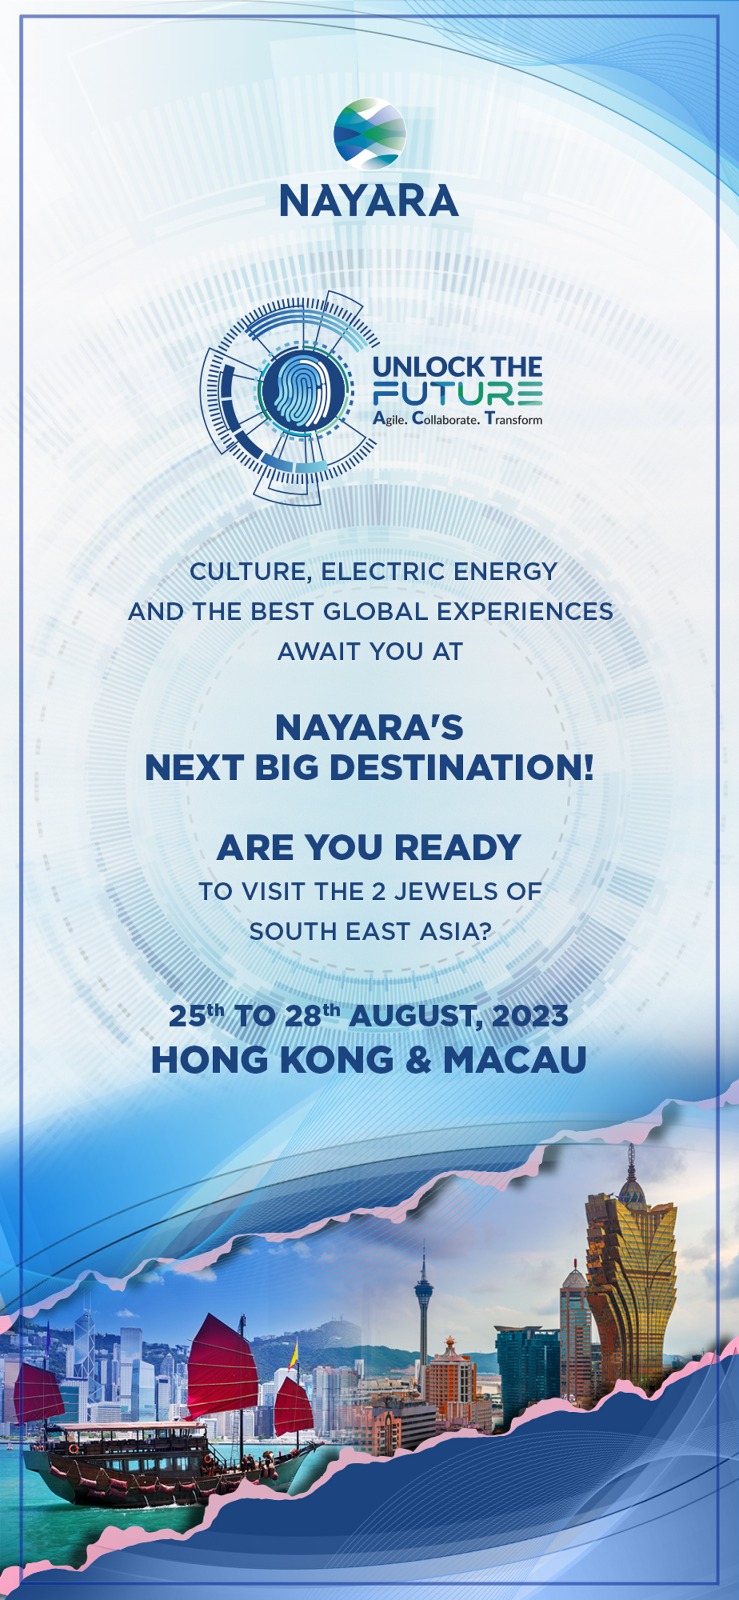 NAYARA
UNLOCK THE
FUTURE
Agile. Collaborate. Transform
CULTURE, ELECTRIC ENERGY
AND THE BEST GLOBAL EXPERIENCES
AWAIT YOU AT
NAYARA'S
NEXT BIG DESTINATION!
ARE YOU READY
TO VISIT THE 2 JEWELS OF
SOUTH EAST ASIA?
25th TO 28th AUGUST, 2023
HONG KONG & MACAU